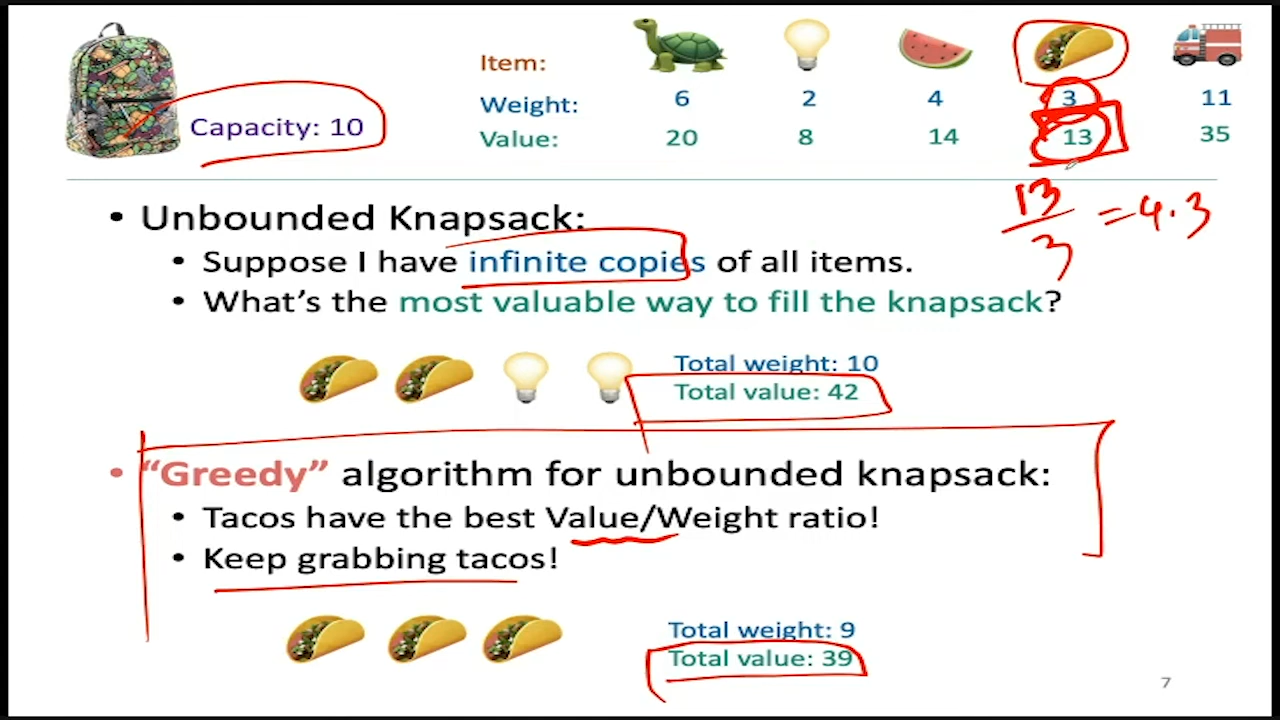 Item:
Weight: 6 2 4 3 11
Capacity: 10
Value: 20 8 14 13 35
13/3 = 4.3
• Unbounded Knapsack:
• Suppose I have infinite copies of all items.
• What's the most valuable way to fill the knapsack?
Total weight: 10
Total value: 42
• “Greedy” algorithm for unbounded knapsack:
• Tacos have the best Value/Weight ratio!
• Keep grabbing tacos!
Total weight: 9
Total value: 39
7